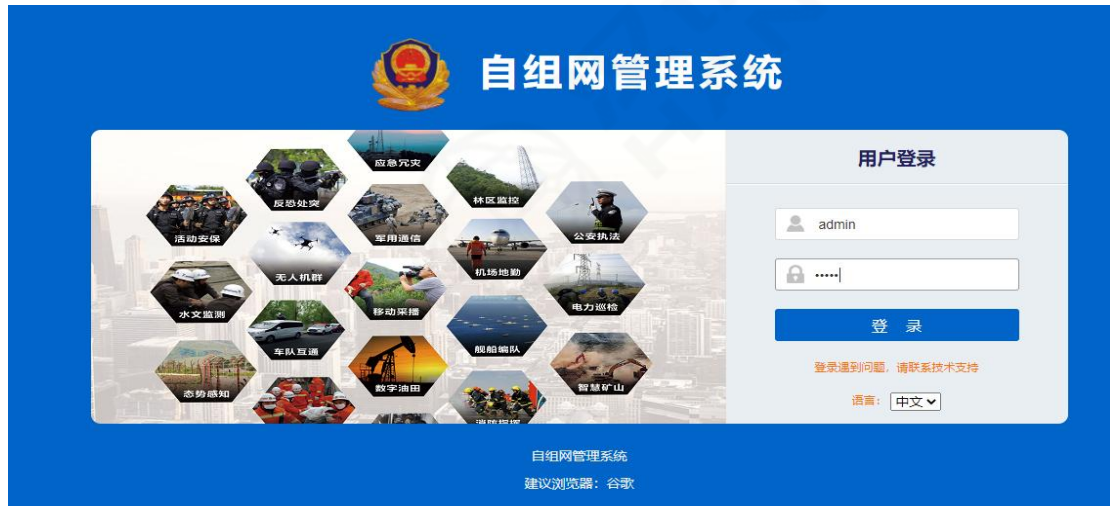 自组网管理系统
应急冗灾
反恐处突
林区监控
活动安保
军用通信
公安执法
无人机群
机场地勤
水文监测
移动采播
电力巡检
车队互通
舰船编队
态势感知
数字油田
智慧矿山
消防指挥
用户登录
admin
•••••
登 录
登录遇到问题，请联系技术支持
语言： 中文
自组网管理系统
建议浏览器：谷歌